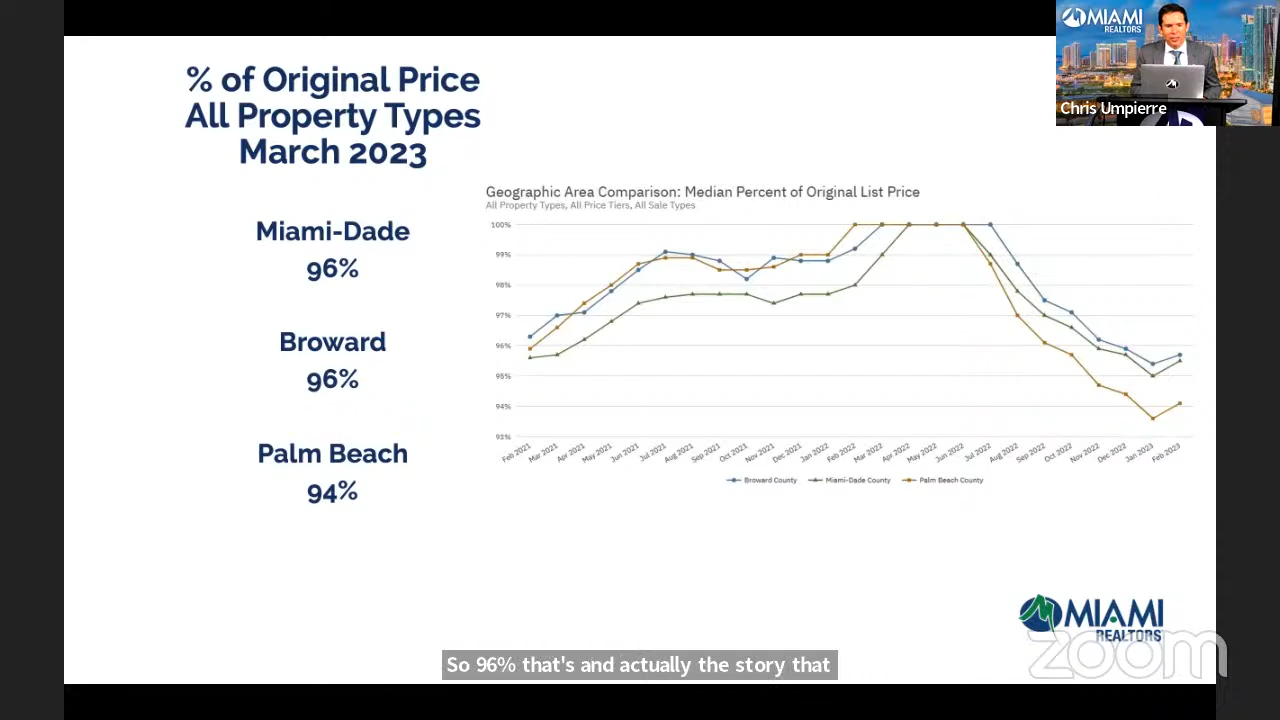 % of Original Price
All Property Types
March 2023
Miami-Dade
96%
Broward
96%
Palm Beach
94%
Geographic Area Comparison: Median Percent of Original List Price
All Property Types, All Price Tiers, All Sale Types
100%
99%
98%
97%
96%
95%
94%
93%
Feb 2021
Mar 2021
Apr 2021
May 2021
Jun 2021
Jul 2021
Aug 2021
Sep 2021
Oct 2021
Nov 2021
Dec 2021
Jan 2022
Feb 2022
Mar 2022
Apr 2022
May 2022
Jun 2022
Jul 2022
Aug 2022
Sep 2022
Oct 2022
Nov 2022
Dec 2022
Jan 2023
Feb 2023
Broward County
Miami-Dade County
Palm Beach County
MIAMI
REALTORS
Chris Umpierre
MIAMI
REALTORS
zoom
So 96% that's and actually the story that